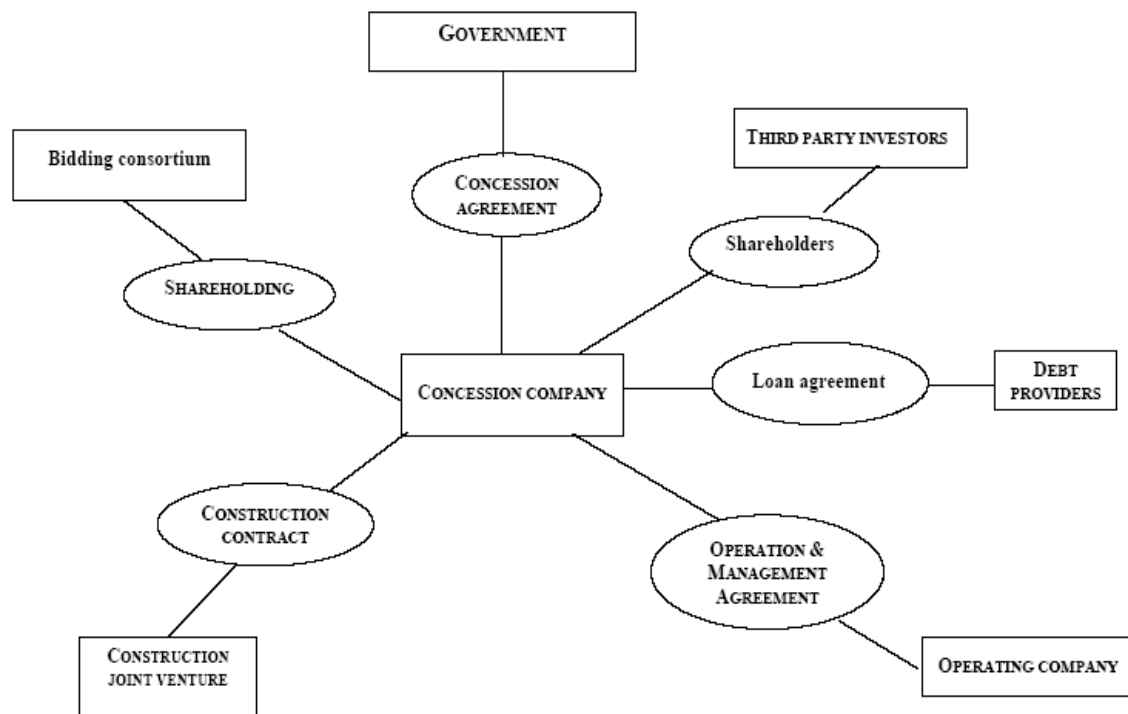 GOVERNMENT
THIRD PARTY INVESTORS
Bidding consortium
CONCESSION
AGREEMENT
Shareholders
SHAREHOLDING
CONCESSION COMPANY
Loan agreement
DEBT
PROVIDERS
CONSTRUCTION
CONTRACT
OPERATION &
MANAGEMENT
AGREEMENT
CONSTRUCTION
JOINT VENTURE
OPERATING COMPANY